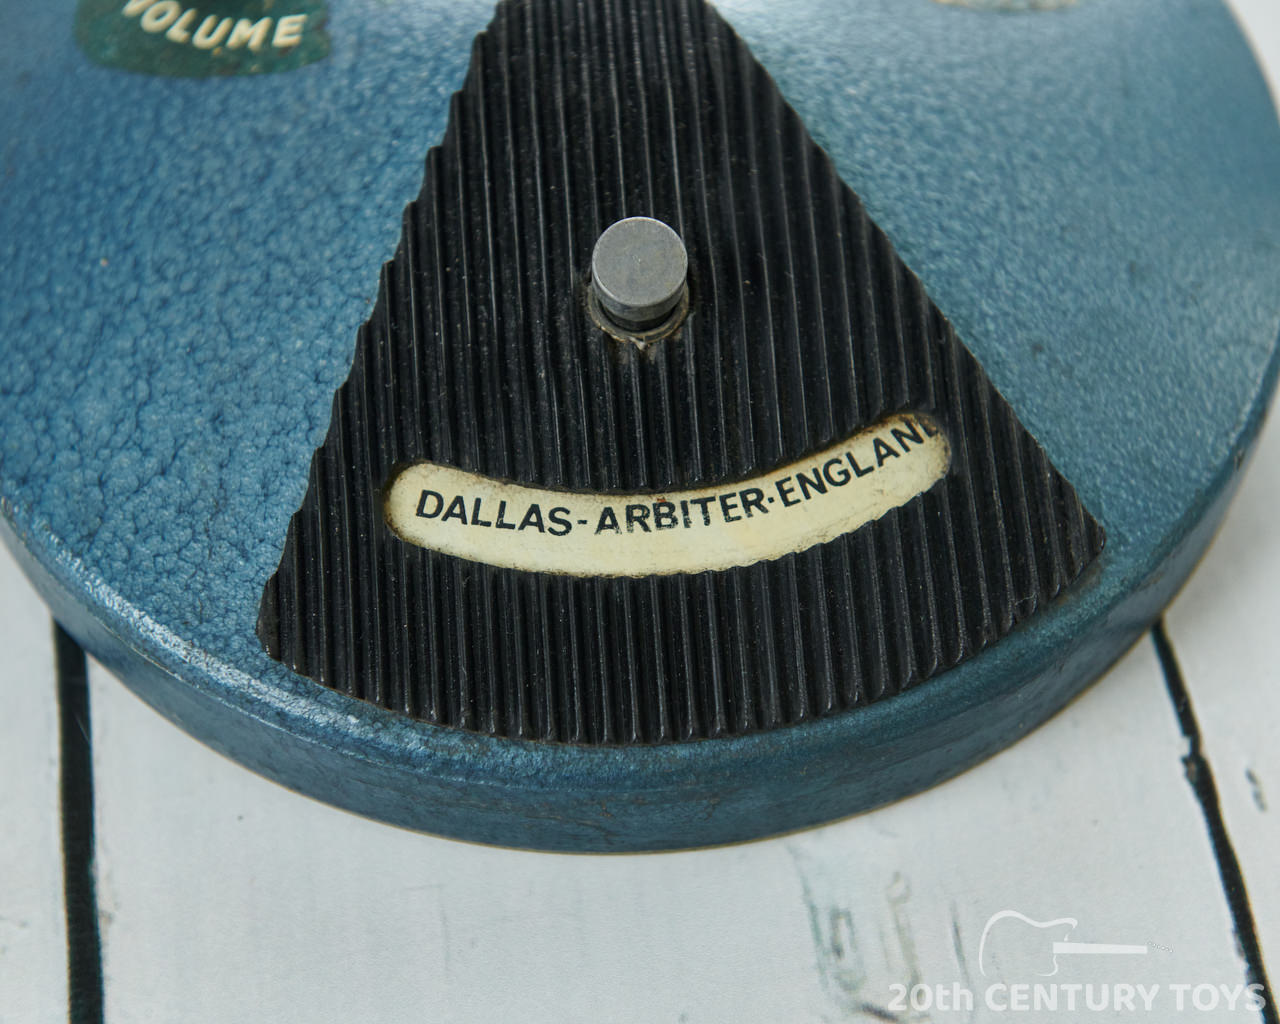 VOLUME
DALLAS-ARBITER·ENGLAND
20th CENTURY TOYS